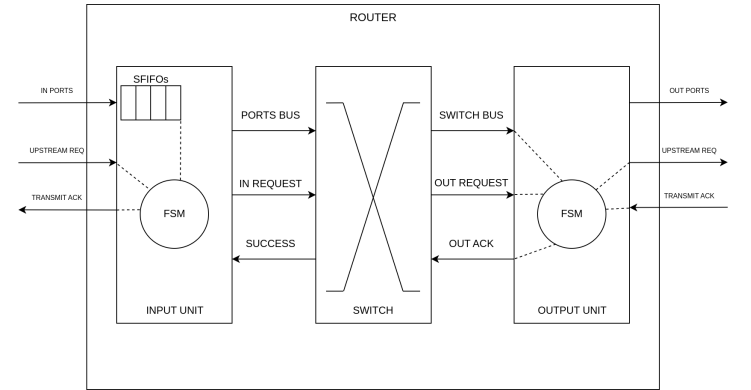 ROUTER
SFIFOs
IN PORTS
OUT PORTS
PORTS BUS
SWITCH BUS
UPSTREAM REQ
UPSTREAM REQ
IN REQUEST
OUT REQUEST
TRANSMIT ACK
TRANSMIT ACK
FSM
FSM
SUCCESS
OUT ACK
INPUT UNIT
SWITCH
OUTPUT UNIT